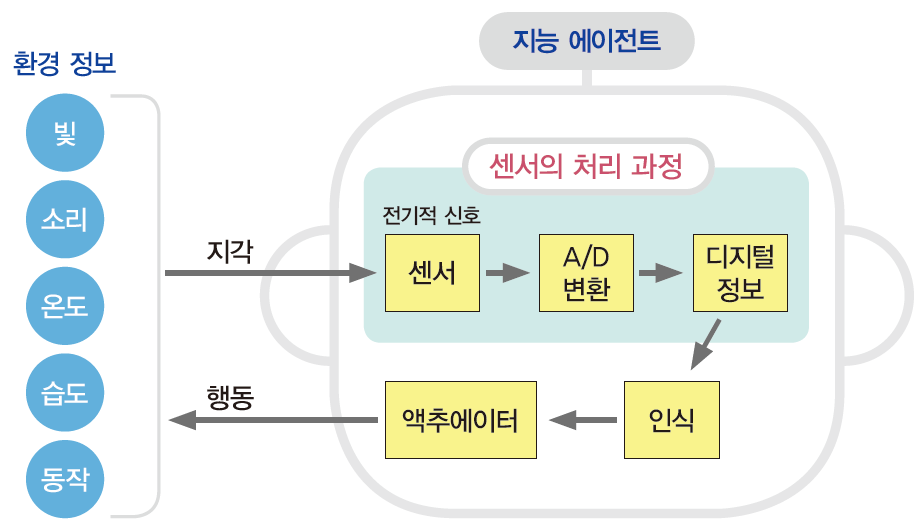 지능 에이전트
환경 정보
빛
소리
온도
습도
동작
지각
센서의 처리 과정
전기적 신호
센서
A/D
변환
디지털
정보
인식
액추에이터
행동